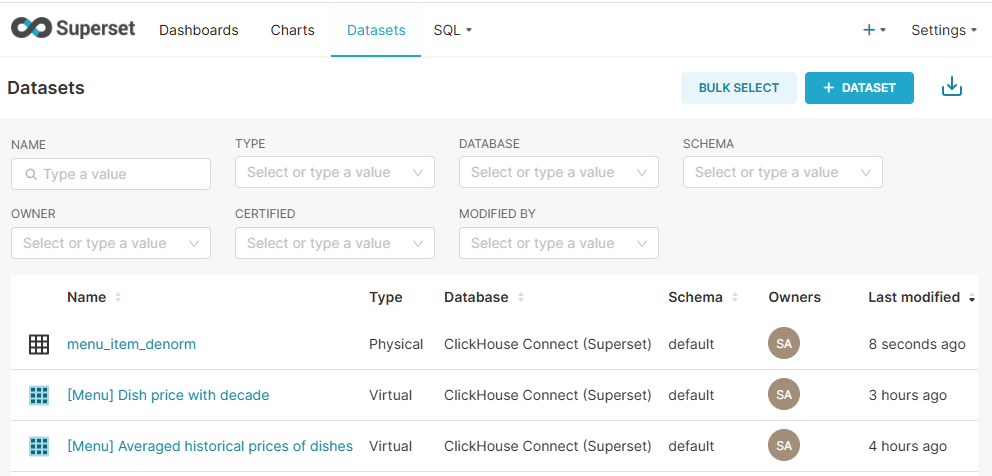 Superset Dashboards Charts Datasets SQL Settings
Datasets BULK SELECT + DATASET
NAME TYPE DATABASE SCHEMA
Type a value Select or type a value Select or type a value Select or type a value
OWNER CERTIFIED MODIFIED BY
Select or type a value Select or type a value Select or type a value
Name Type Database Schema Owners Last modified
menu_item_denorm Physical ClickHouse Connect (Superset) default SA 8 seconds ago
[Menu] Dish price with decade Virtual ClickHouse Connect (Superset) default SA 3 hours ago
[Menu] Averaged historical prices of dishes Virtual ClickHouse Connect (Superset) default SA 4 hours ago